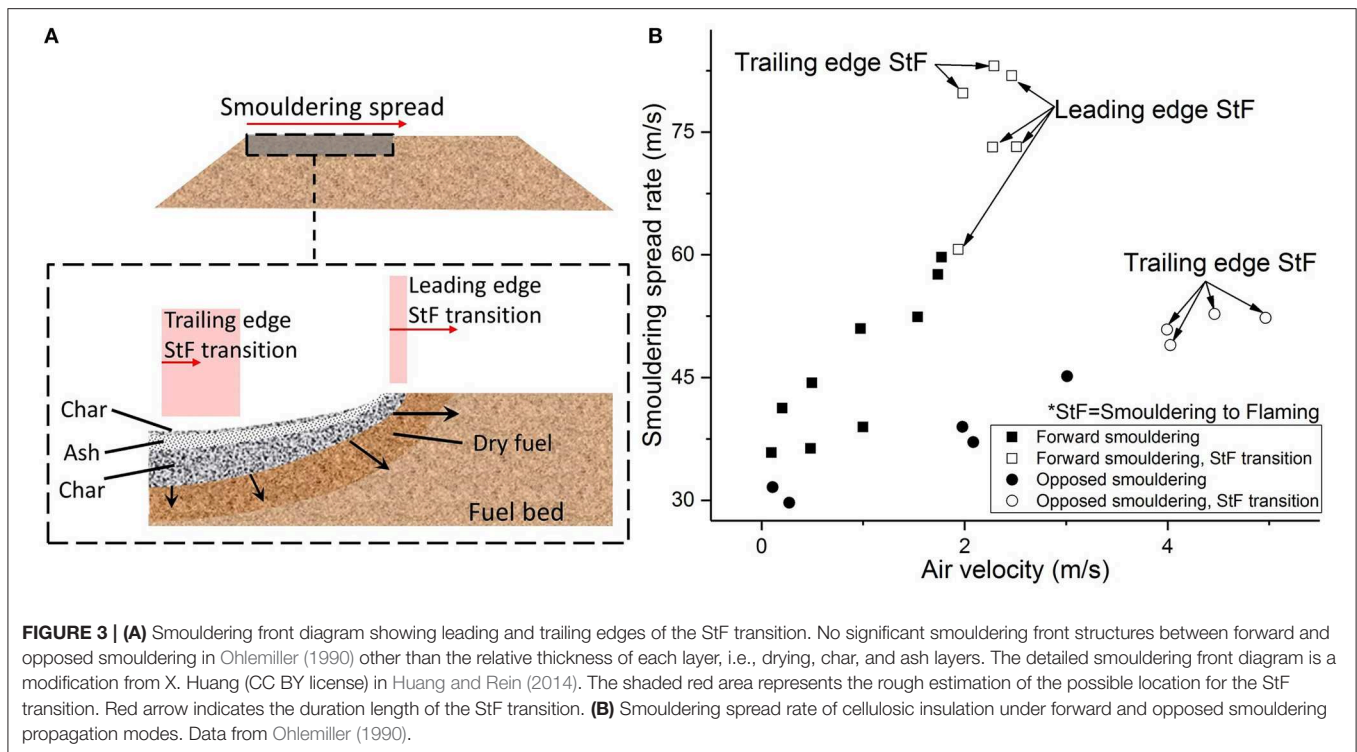 A
Smouldering spread
Trailing edge
StF transition
Leading edge
StF transition
Char
Ash
Char
Dry fuel
Fuel bed
B
Smouldering spread rate (m/s)
75
60
45
30
0
2
4
Air velocity (m/s)
Trailing edge StF
Leading edge StF
Trailing edge StF
*StF=Smouldering to Flaming
Forward smouldering
Forward smouldering, StF transition
Opposed smouldering
Opposed smouldering, StF transition
FIGURE 3 | (A) Smouldering front diagram showing leading and trailing edges of the StF transition. No significant smouldering front structures between forward and
opposed smouldering in Ohlemiller (1990) other than the relative thickness of each layer, i.e., drying, char, and ash layers. The detailed smouldering front diagram is a
modification from X. Huang (CC BY license) in Huang and Rein (2014). The shaded red area represents the rough estimation of the possible location for the StF
transition. Red arrow indicates the duration length of the StF transition. (B) Smouldering spread rate of cellulosic insulation under forward and opposed smouldering
propagation modes. Data from Ohlemiller (1990).